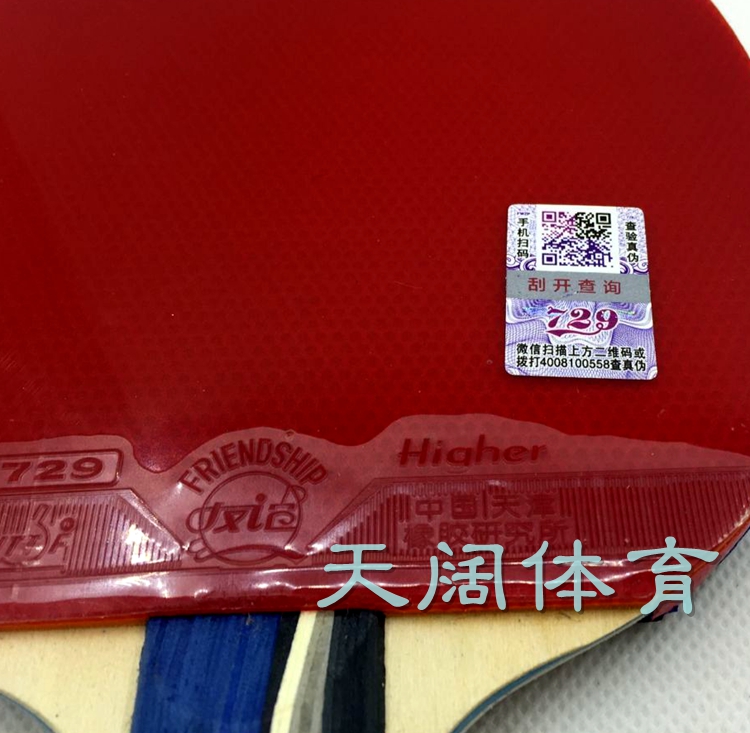 手机扫码
查验真伪
刮开查询
729
微信扫描上方二维码或
拨打4008100558查真伪
729
FRIENDSHIP
Higher
中国天津
橡胶研究所
天阔体育